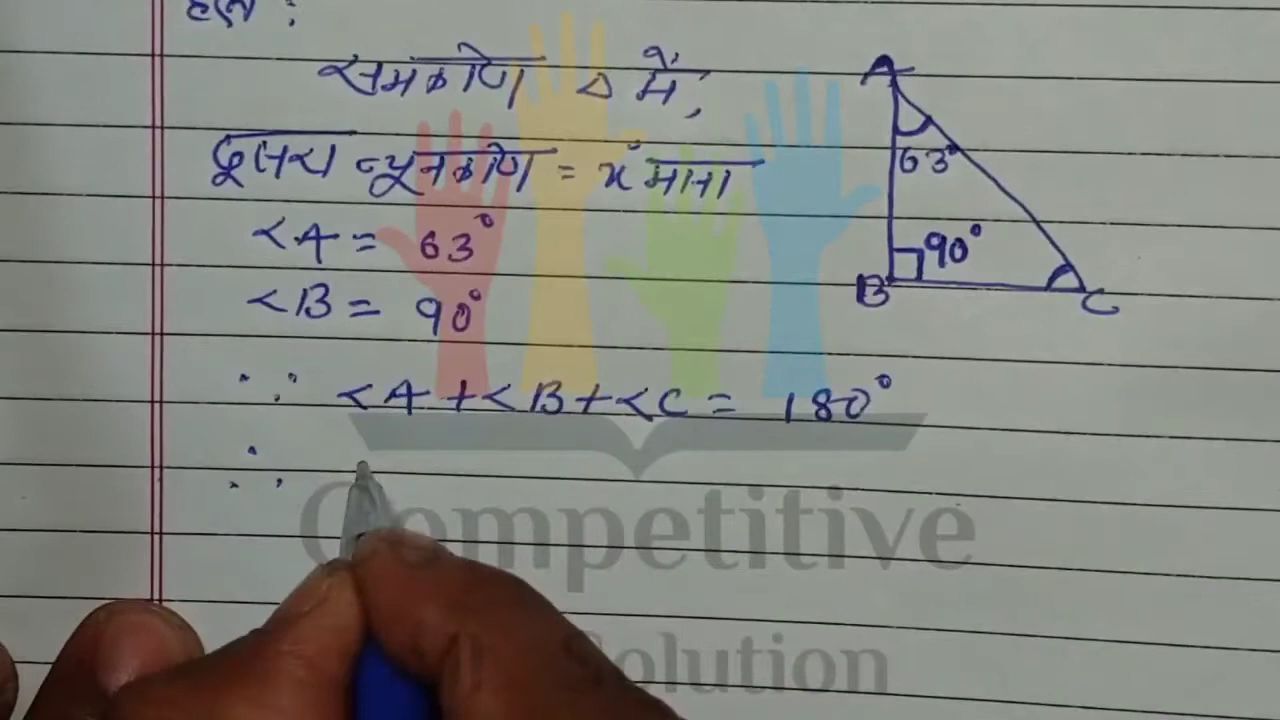 हल :
समकोण △ में,
दूसरा न्यूनकोण = x° माना
∠A = 63°
∠B = 90°
∵ ∠A + ∠B + ∠C = 180°
∴
A
63°
90°
B
C
Competitive
Solution